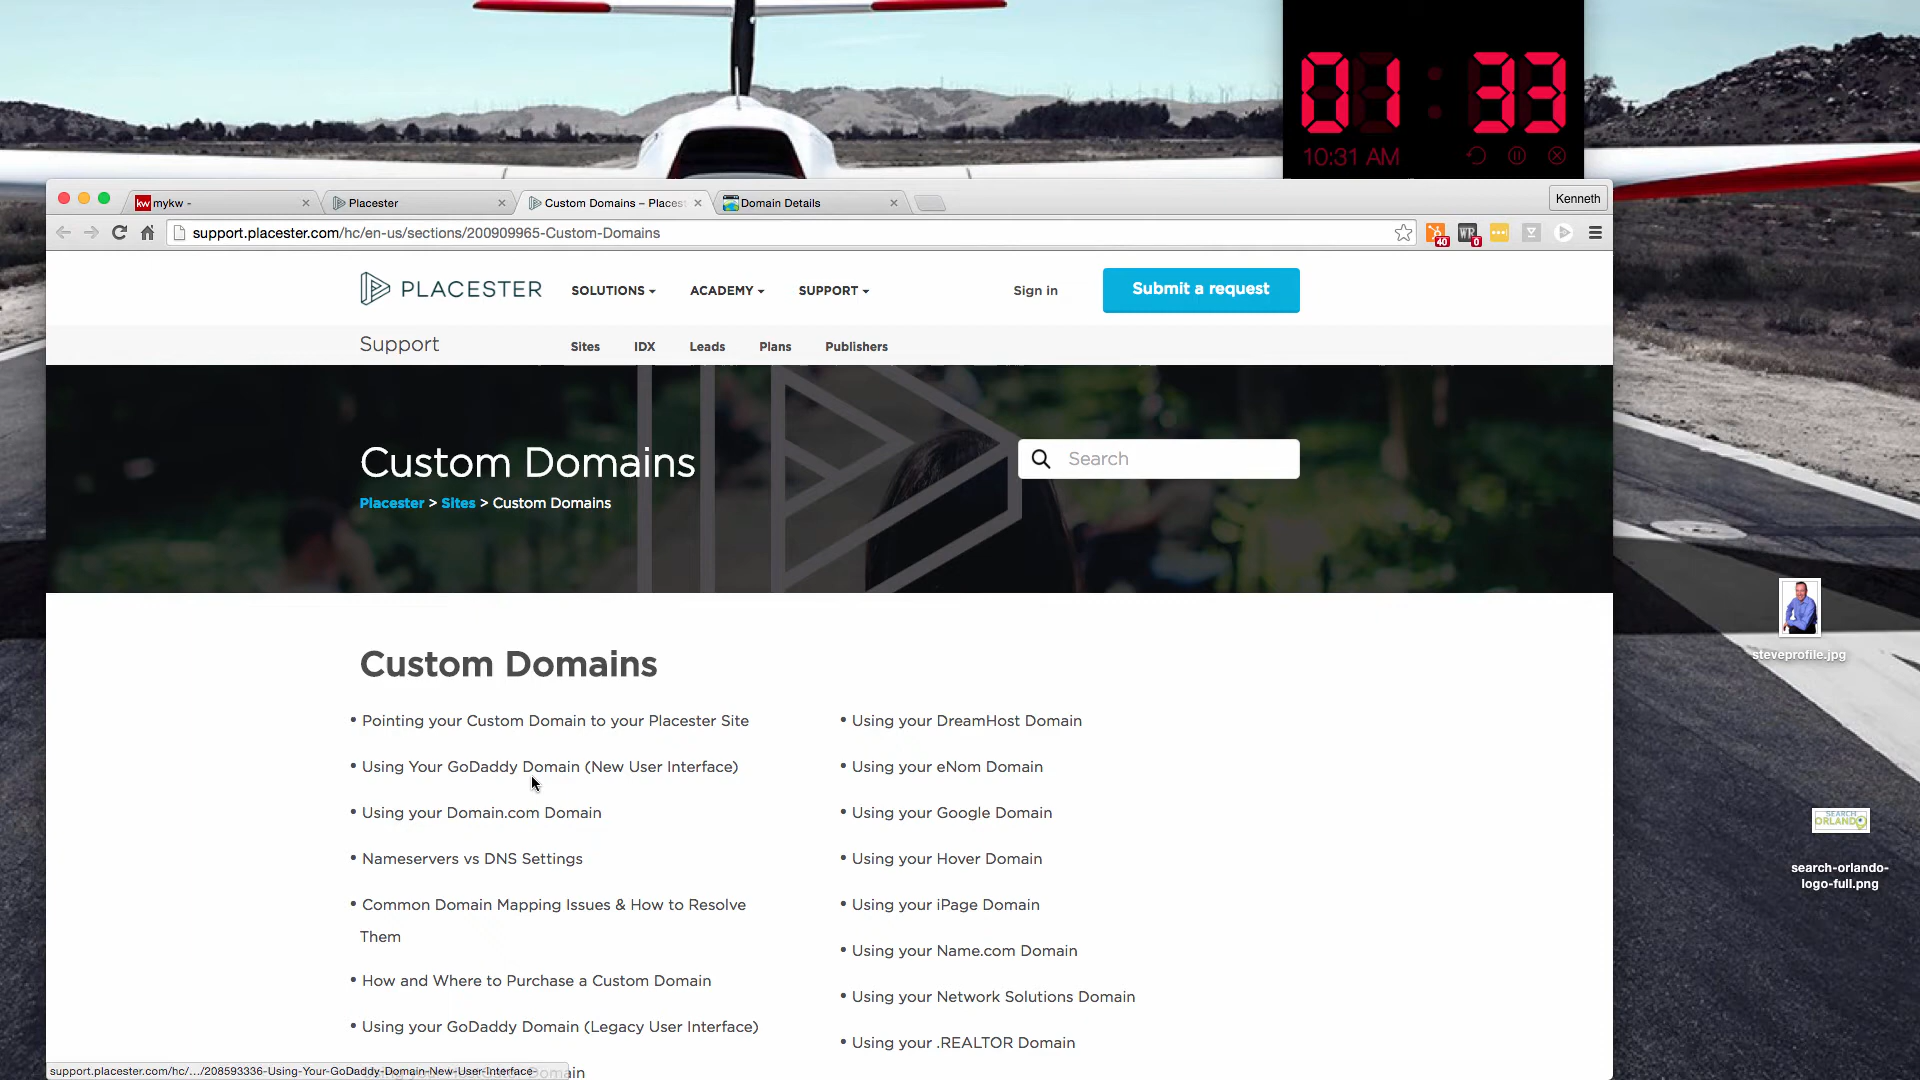 01:33
10:31 AM
mykw -
Placester
Custom Domains – Places
Domain Details
Kenneth
support.placester.com/hc/en-us/sections/200909965-Custom-Domains
40
WR
0
PLACESTER
SOLUTIONS
ACADEMY
SUPPORT
Sign in
Submit a request
Support
Sites
IDX
Leads
Plans
Publishers
Custom Domains
Search
Placester > Sites > Custom Domains
Custom Domains
• Pointing your Custom Domain to your Placester Site
• Using Your GoDaddy Domain (New User Interface)
• Using your Domain.com Domain
• Nameservers vs DNS Settings
• Common Domain Mapping Issues & How to Resolve
Them
• How and Where to Purchase a Custom Domain
• Using your GoDaddy Domain (Legacy User Interface)
• Using your DreamHost Domain
• Using your eNom Domain
• Using your Google Domain
• Using your Hover Domain
• Using your iPage Domain
• Using your Name.com Domain
• Using your Network Solutions Domain
• Using your .REALTOR Domain
support.placester.com/hc/.../208593336-Using-Your-GoDaddy-Domain-New-User-Interface-
steveprofile.jpg
SEARCH
ORLANDO
search-orlando-
logo-full.png